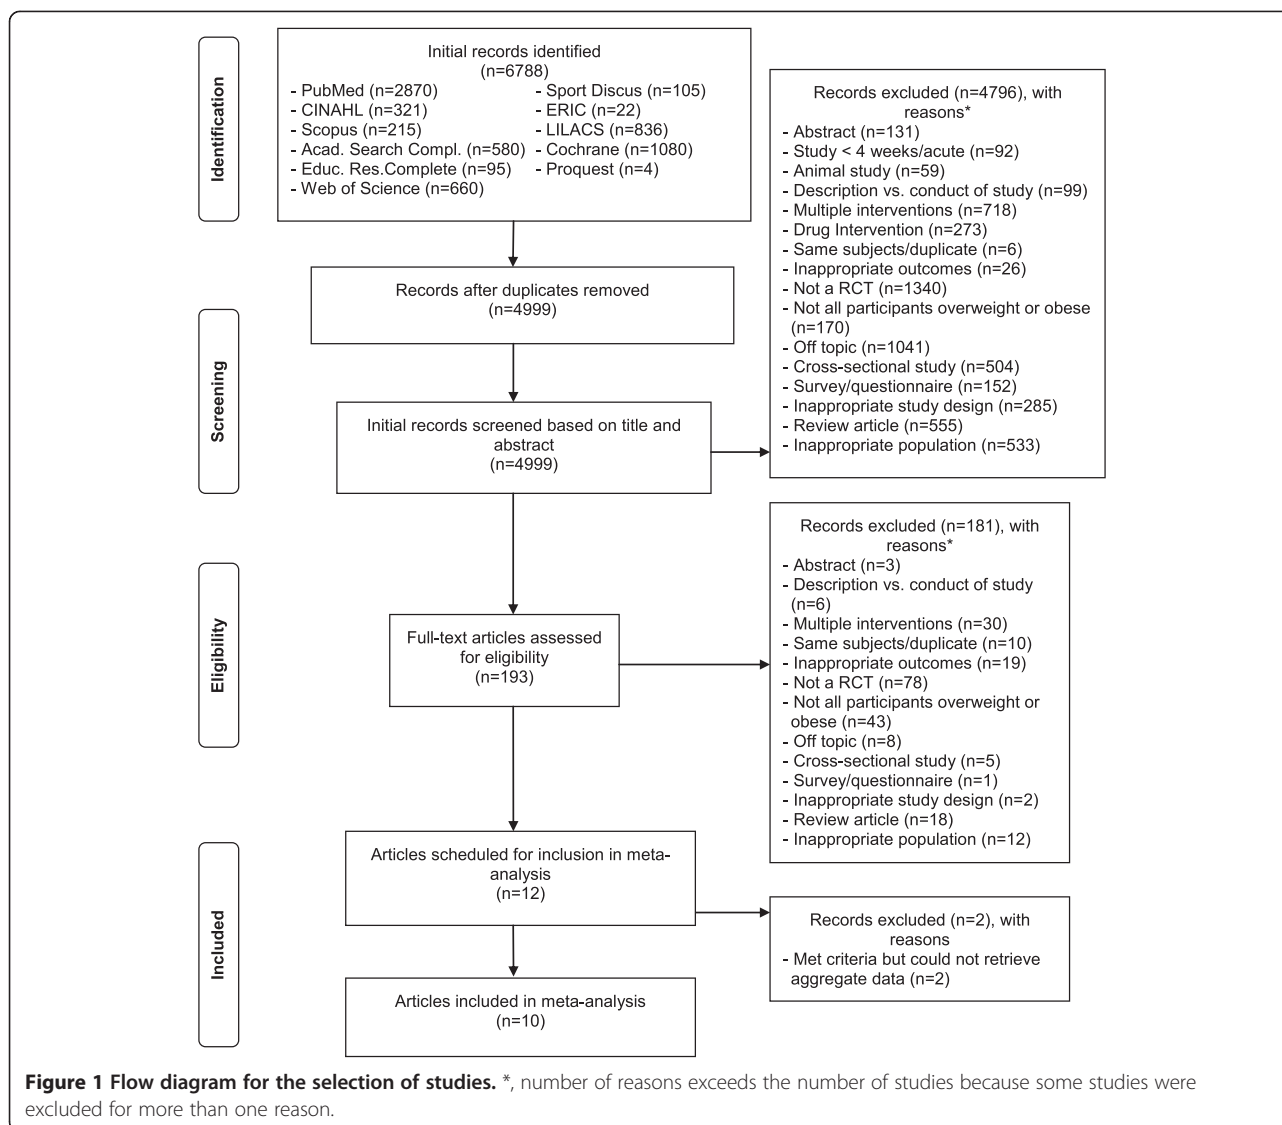 Identification
Initial records identified
(n=6788)
- PubMed (n=2870)
- CINAHL (n=321)
- Scopus (n=215)
- Acad. Search Compl. (n=580)
- Educ. Res.Complete (n=95)
- Web of Science (n=660)
- Sport Discus (n=105)
- ERIC (n=22)
- LILACS (n=836)
- Cochrane (n=1080)
- Proquest (n=4)
Records after duplicates removed
(n=4999)
Screening
Initial records screened based on title and
abstract
(n=4999)
Records excluded (n=4796), with
reasons*
- Abstract (n=131)
- Study < 4 weeks/acute (n=92)
- Animal study (n=59)
- Description vs. conduct of study (n=99)
- Multiple interventions (n=718)
- Drug Intervention (n=273)
- Same subjects/duplicate (n=6)
- Inappropriate outcomes (n=26)
- Not a RCT (n=1340)
- Not all participants overweight or obese
(n=170)
- Off topic (n=1041)
- Cross-sectional study (n=504)
- Survey/questionnaire (n=152)
- Inappropriate study design (n=285)
- Review article (n=555)
- Inappropriate population (n=533)
Eligibility
Full-text articles assessed
for eligibility
(n=193)
Records excluded (n=181), with
reasons*
- Abstract (n=3)
- Description vs. conduct of study
(n=6)
- Multiple interventions (n=30)
- Same subjects/duplicate (n=10)
- Inappropriate outcomes (n=19)
- Not a RCT (n=78)
- Not all participants overweight or
obese (n=43)
- Off topic (n=8)
- Cross-sectional study (n=5)
- Survey/questionnaire (n=1)
- Inappropriate study design (n=2)
- Review article (n=18)
- Inappropriate population (n=12)
Included
Articles scheduled for inclusion in meta-
analysis
(n=12)
Records excluded (n=2), with
reasons
- Met criteria but could not retrieve
aggregate data (n=2)
Articles included in meta-analysis
(n=10)
Figure 1 Flow diagram for the selection of studies. *, number of reasons exceeds the number of studies because some studies were
excluded for more than one reason.